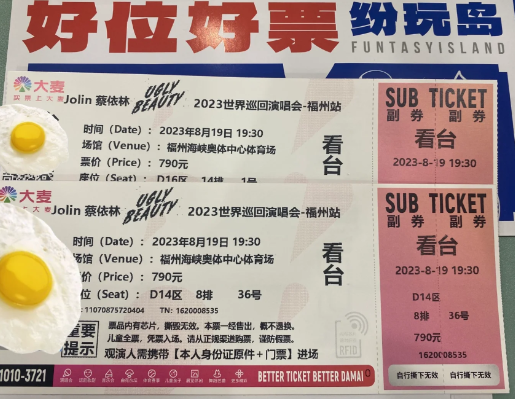 好位好票 纷玩岛
FUNTASYISLAND
大麦
Jolin 蔡依林 UGLY BEAUTY 2023世界巡回演唱会-福州站
时间（Date）：2023年8月19日 19:30
场馆（Venue）：福州海峡奥体中心体育场
票价（Price）：790元
座位（Seat）：D16区 14排 1号
看台
SUB TICKET
副券 副券
看台
2023-8-19 19:30
大麦
Jolin 蔡依林 UGLY BEAUTY 2023世界巡回演唱会-福州站
时间（Date）：2023年8月19日 19:30
场馆（Venue）：福州海峡奥体中心体育场
票价（Price）：790元
位（Seat）：D14区 8排 36号
11070875720404 TN：1620008535
看台
重要
提示
票品内有芯片，撕毁无效。本票一经售出，概不退换。
儿童全票，凭票入场。请从正规渠道购票，谨防假票。
观演人需携带【本人身份证原件+门票】进场
RFID
1010-3721
BETTER TICKET BETTER DAMAI
SUB TICKET
副券 副券
看台
2023-8-19 19:30
D14区
8排 36号
790元
1620008535
自行撕下无效 自行撕下无效